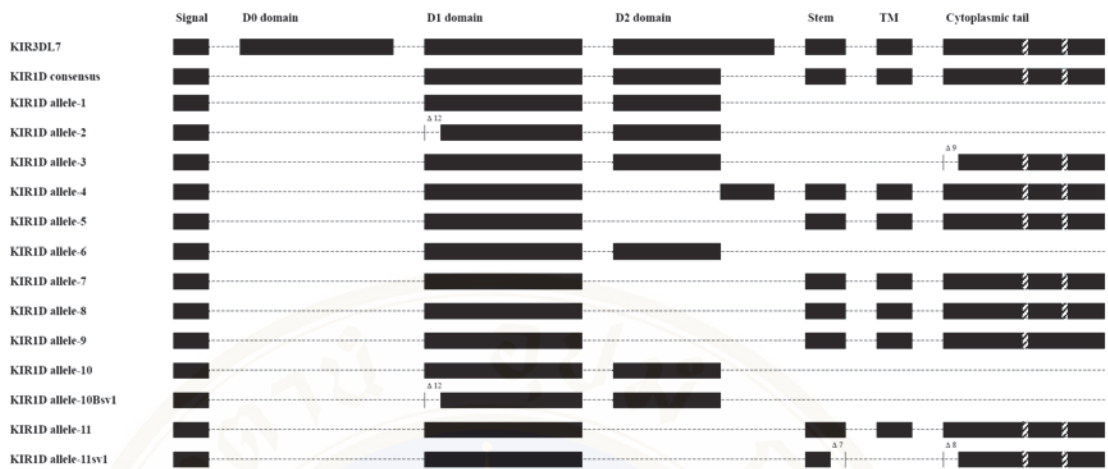 Signal D0 domain D1 domain D2 domain Stem TM Cytoplasmic tail
KIR3DL7
KIR1D consensus
KIR1D allele-1
Δ 12
KIR1D allele-2
Δ 9
KIR1D allele-3
KIR1D allele-4
KIR1D allele-5
KIR1D allele-6
KIR1D allele-7
KIR1D allele-8
KIR1D allele-9
KIR1D allele-10
Δ 12
KIR1D allele-10Bsv1
KIR1D allele-11
Δ 7 Δ 8
KIR1D allele-11sv1